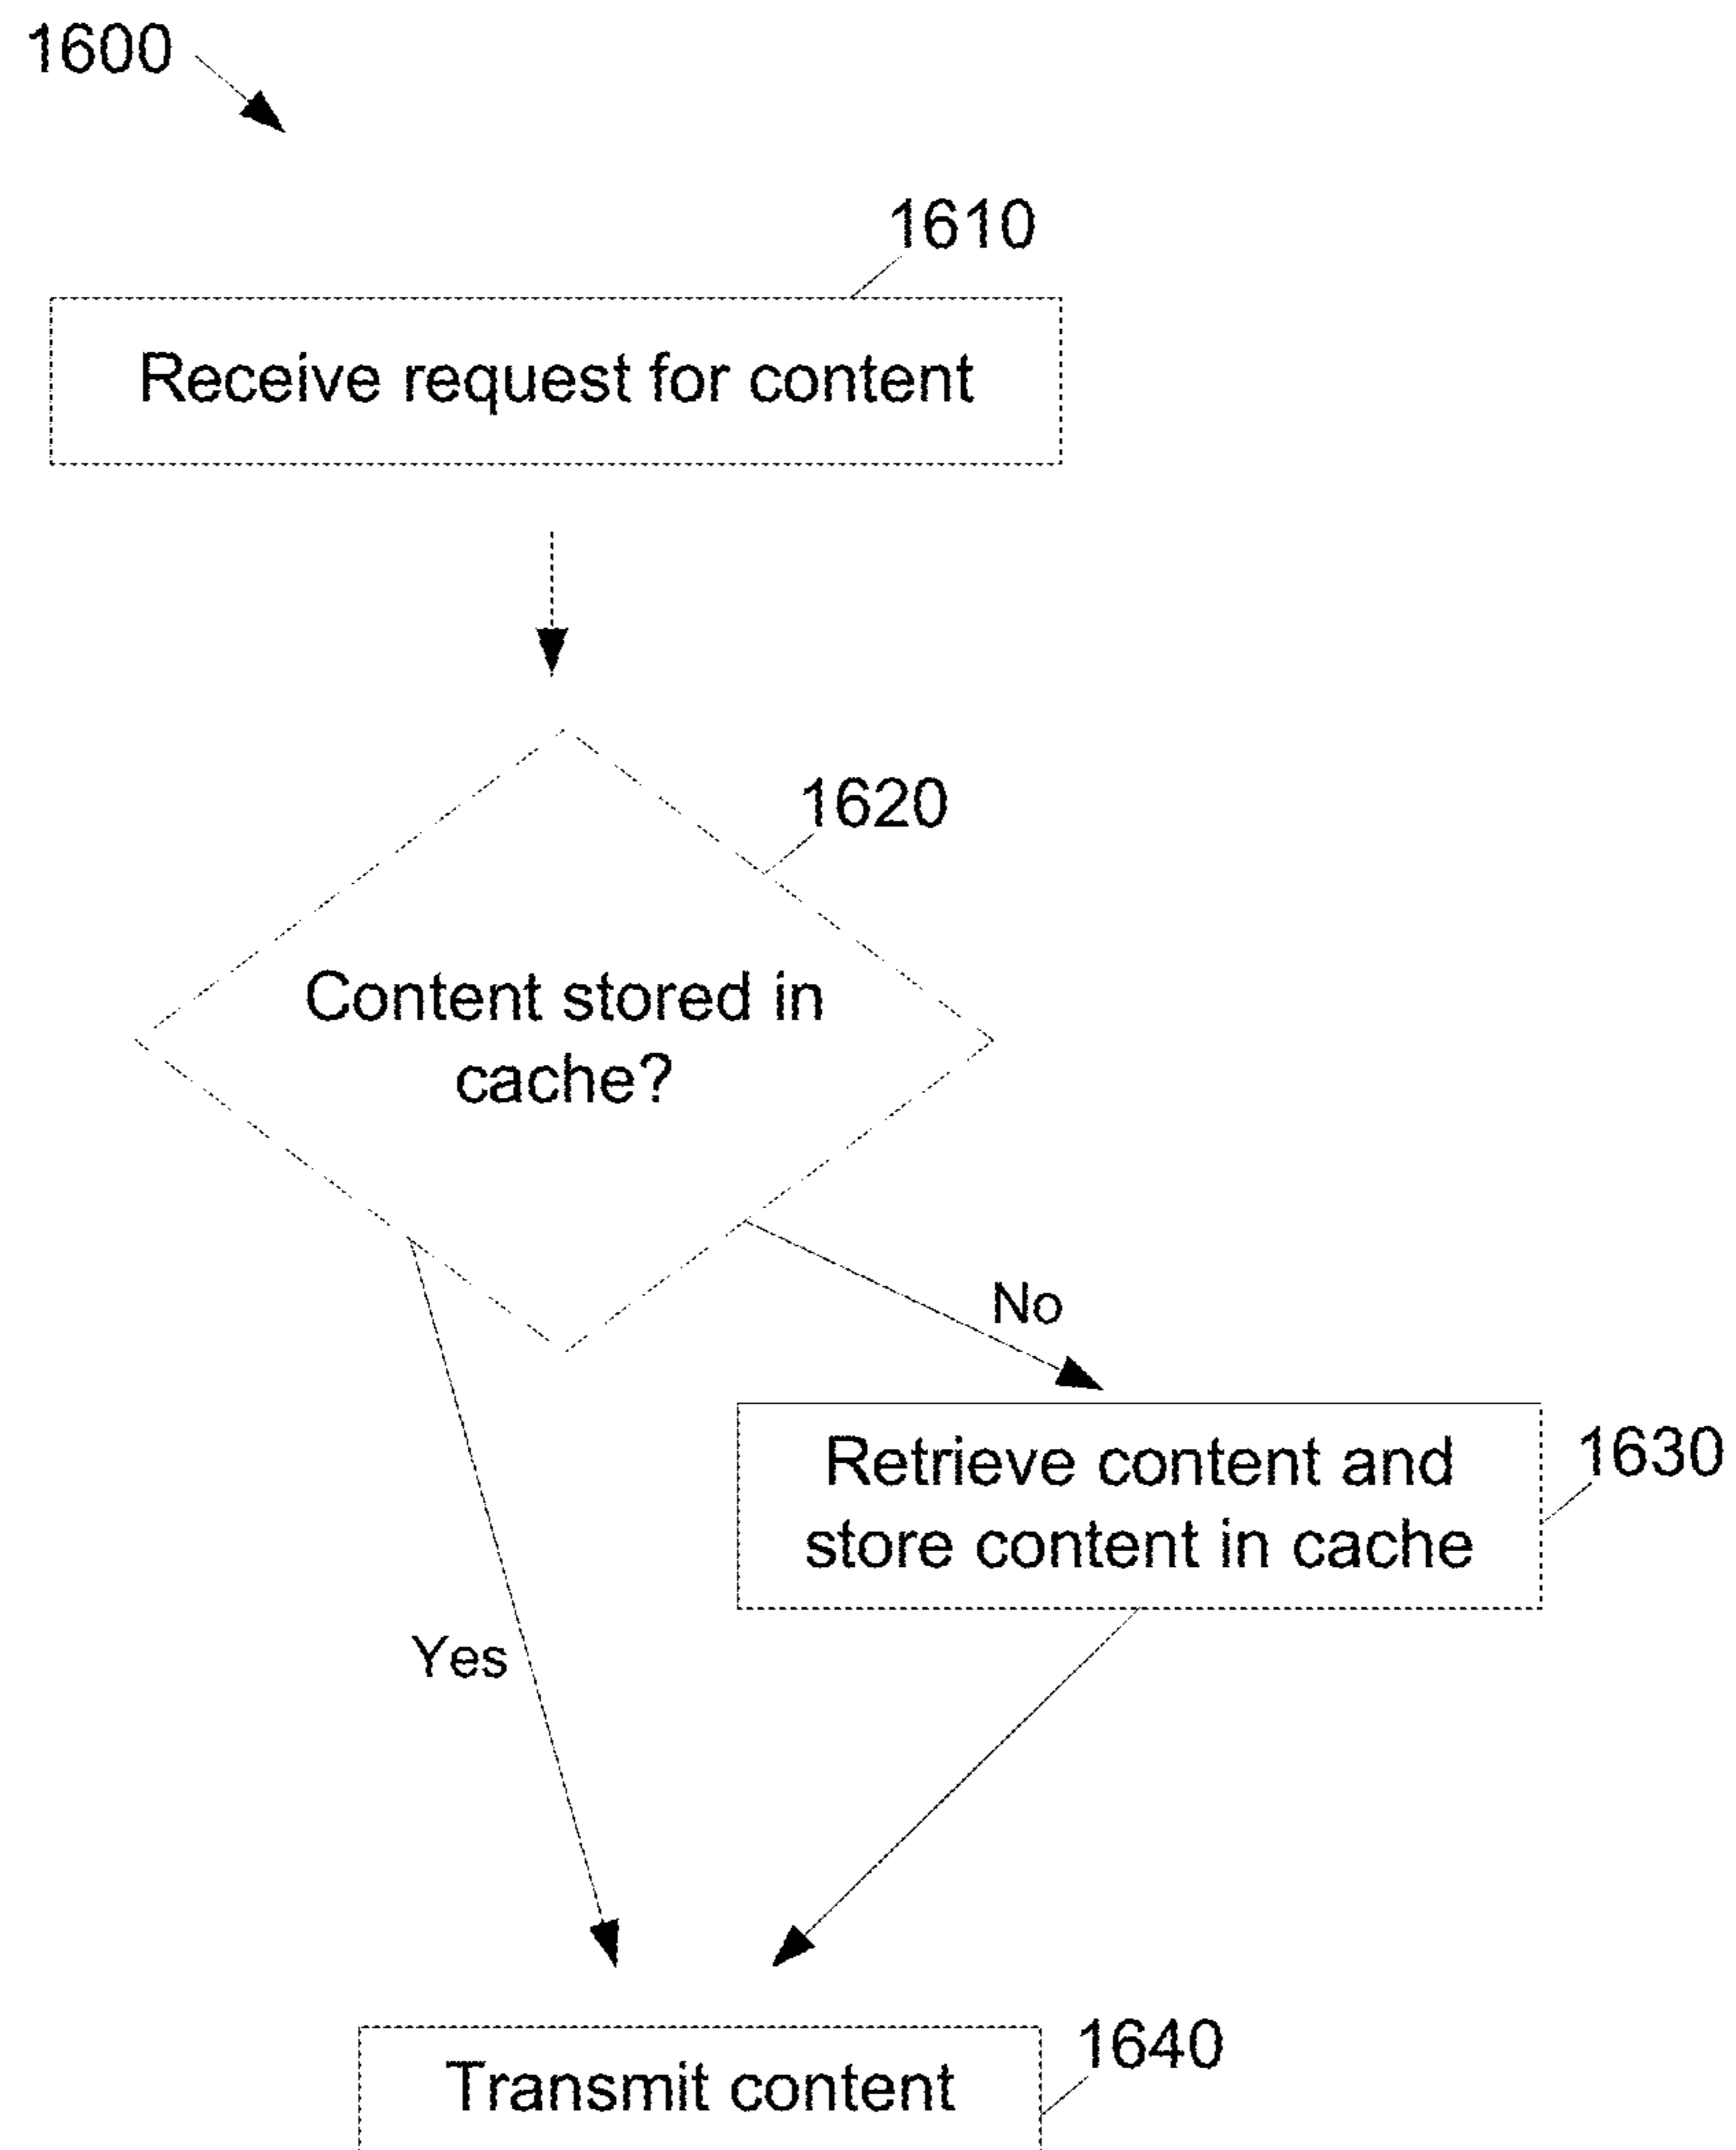 1600
1610
Receive request for content
1620
Content stored in
cache?
No
Retrieve content and
store content in cache
1630
Yes
1640
Transmit content